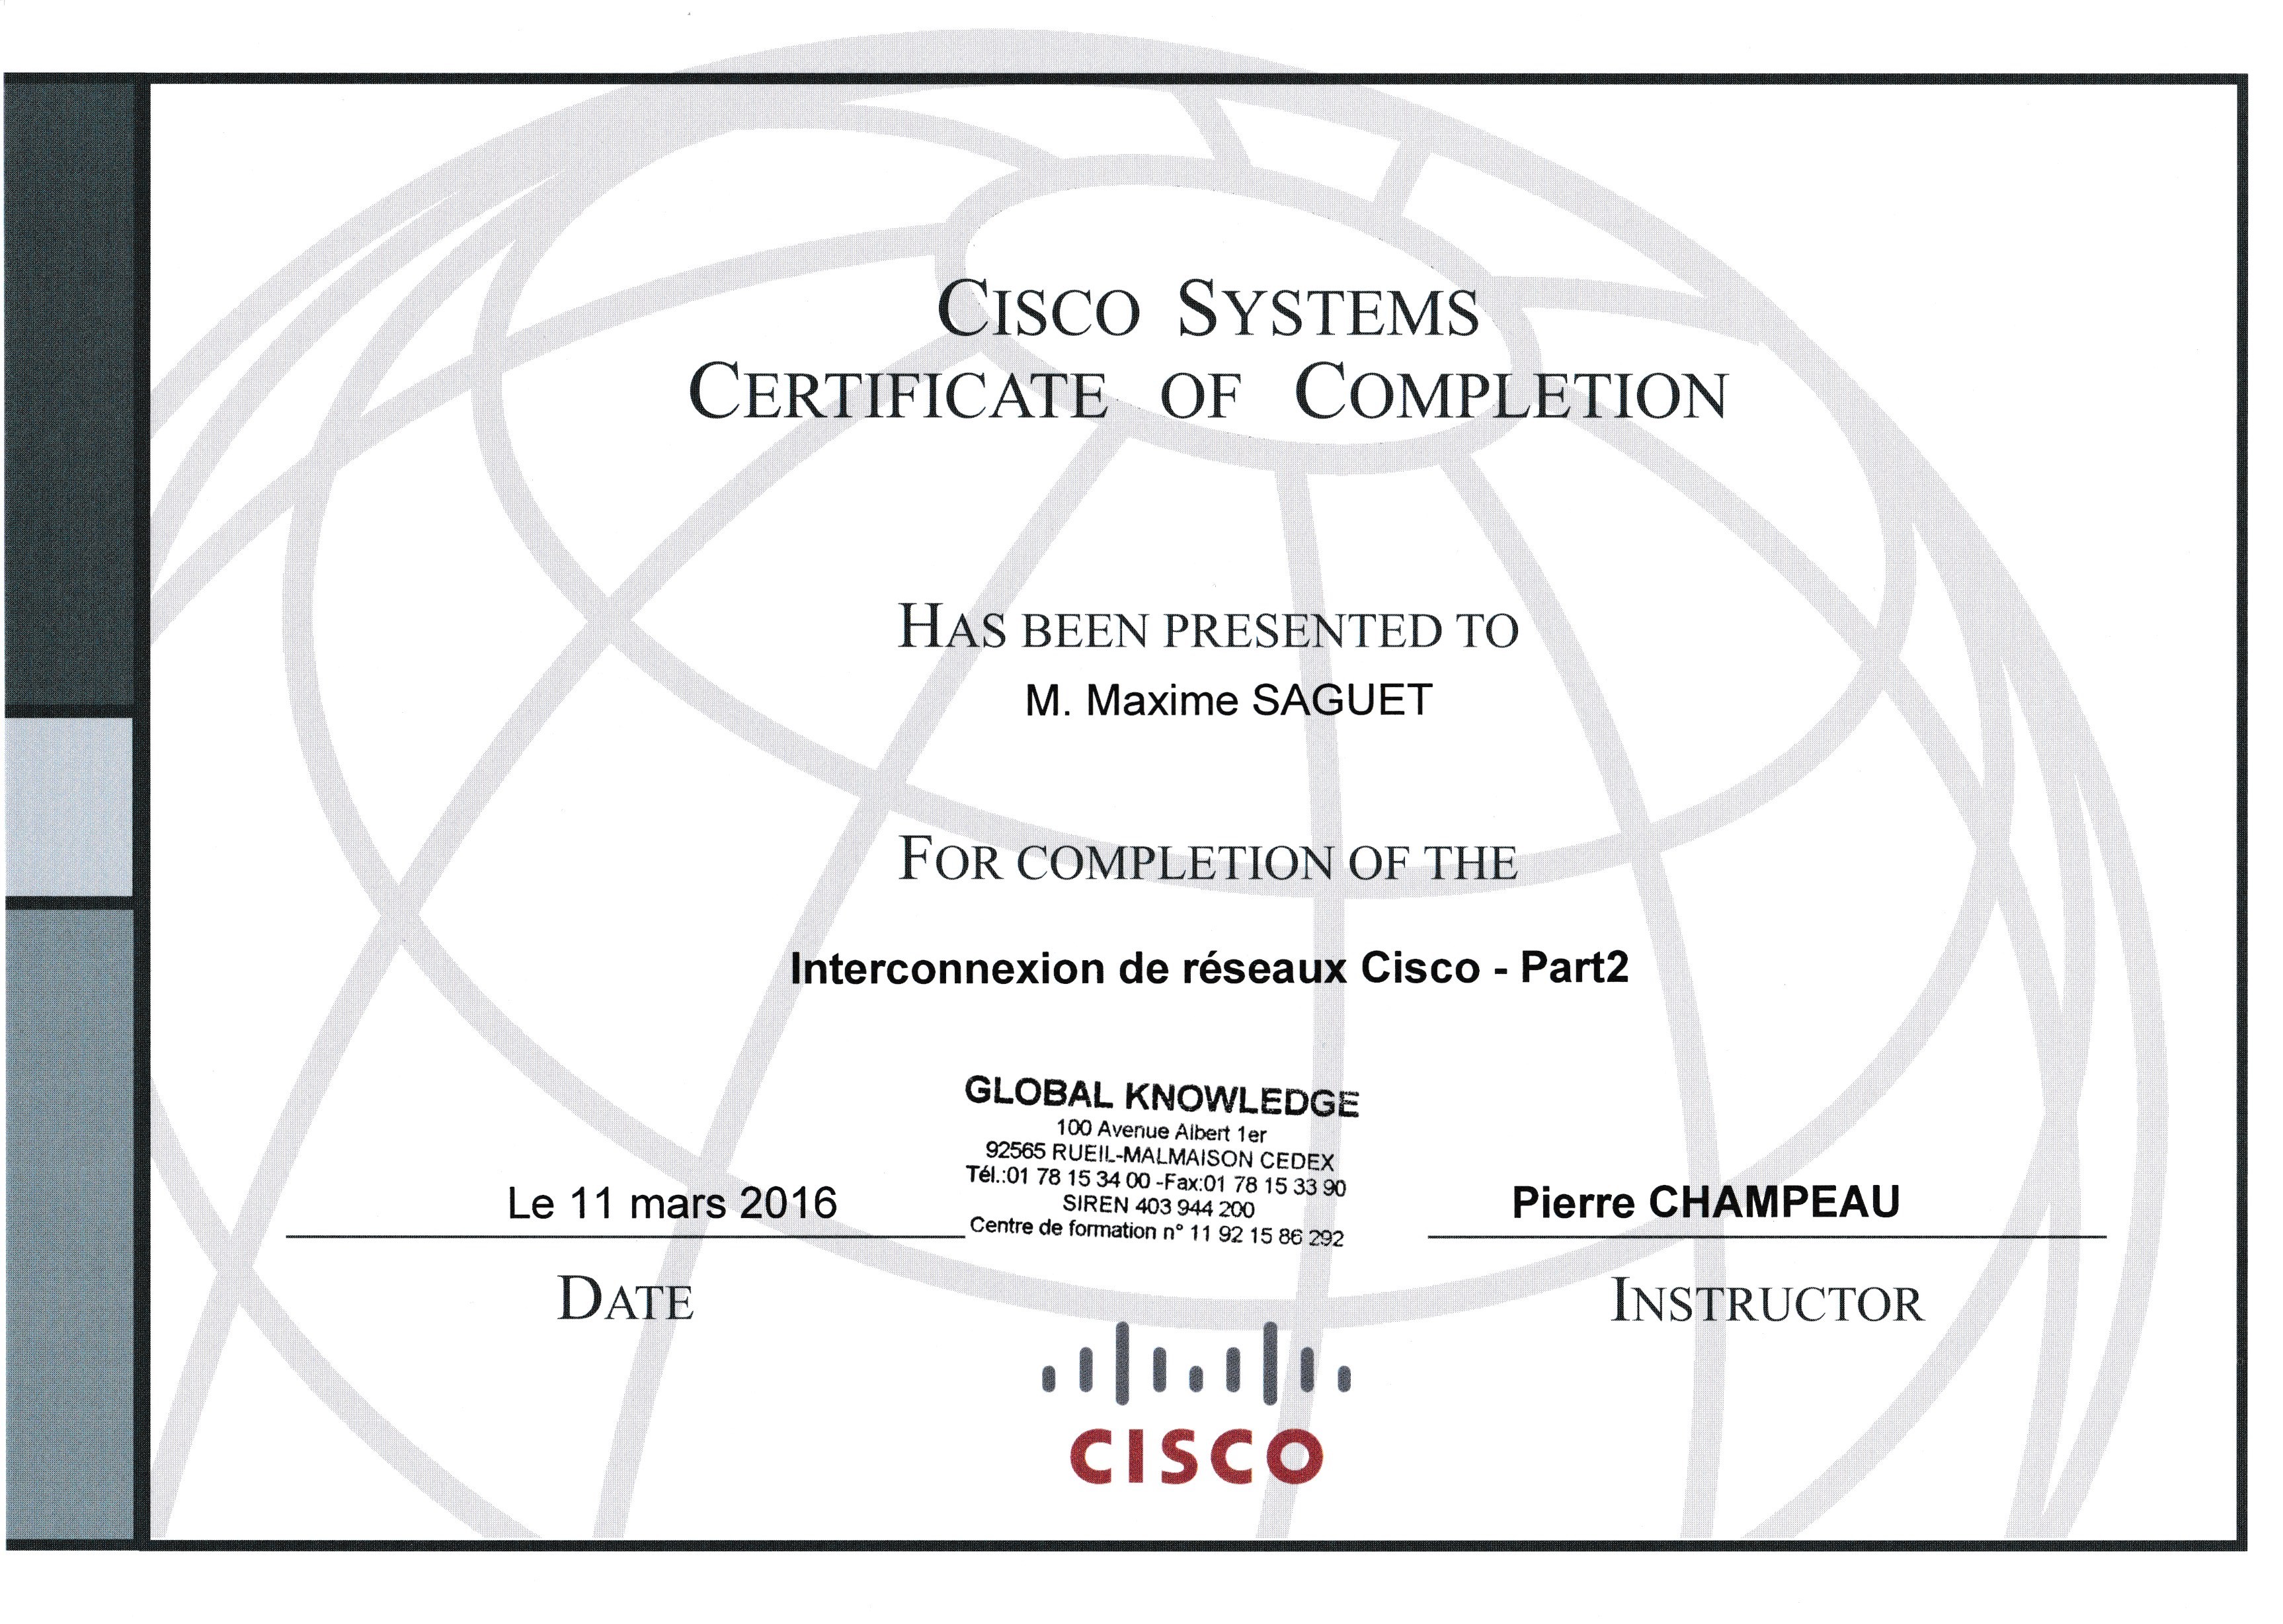 CISCO SYSTEMS
CERTIFICATE OF COMPLETION
HAS BEEN PRESENTED TO
M. Maxime SAGUET
FOR COMPLETION OF THE
Interconnexion de réseaux Cisco - Part2
GLOBAL KNOWLEDGE
100 Avenue Albert 1er
92565 RUEIL-MALMAISON CEDEX
Tél.:01 78 15 34 00 -Fax:01 78 15 33 90
SIREN 403 944 200
Centre de formation n° 11 92 15 86 292
Le 11 mars 2016
Pierre CHAMPEAU
DATE
INSTRUCTOR
CISCO